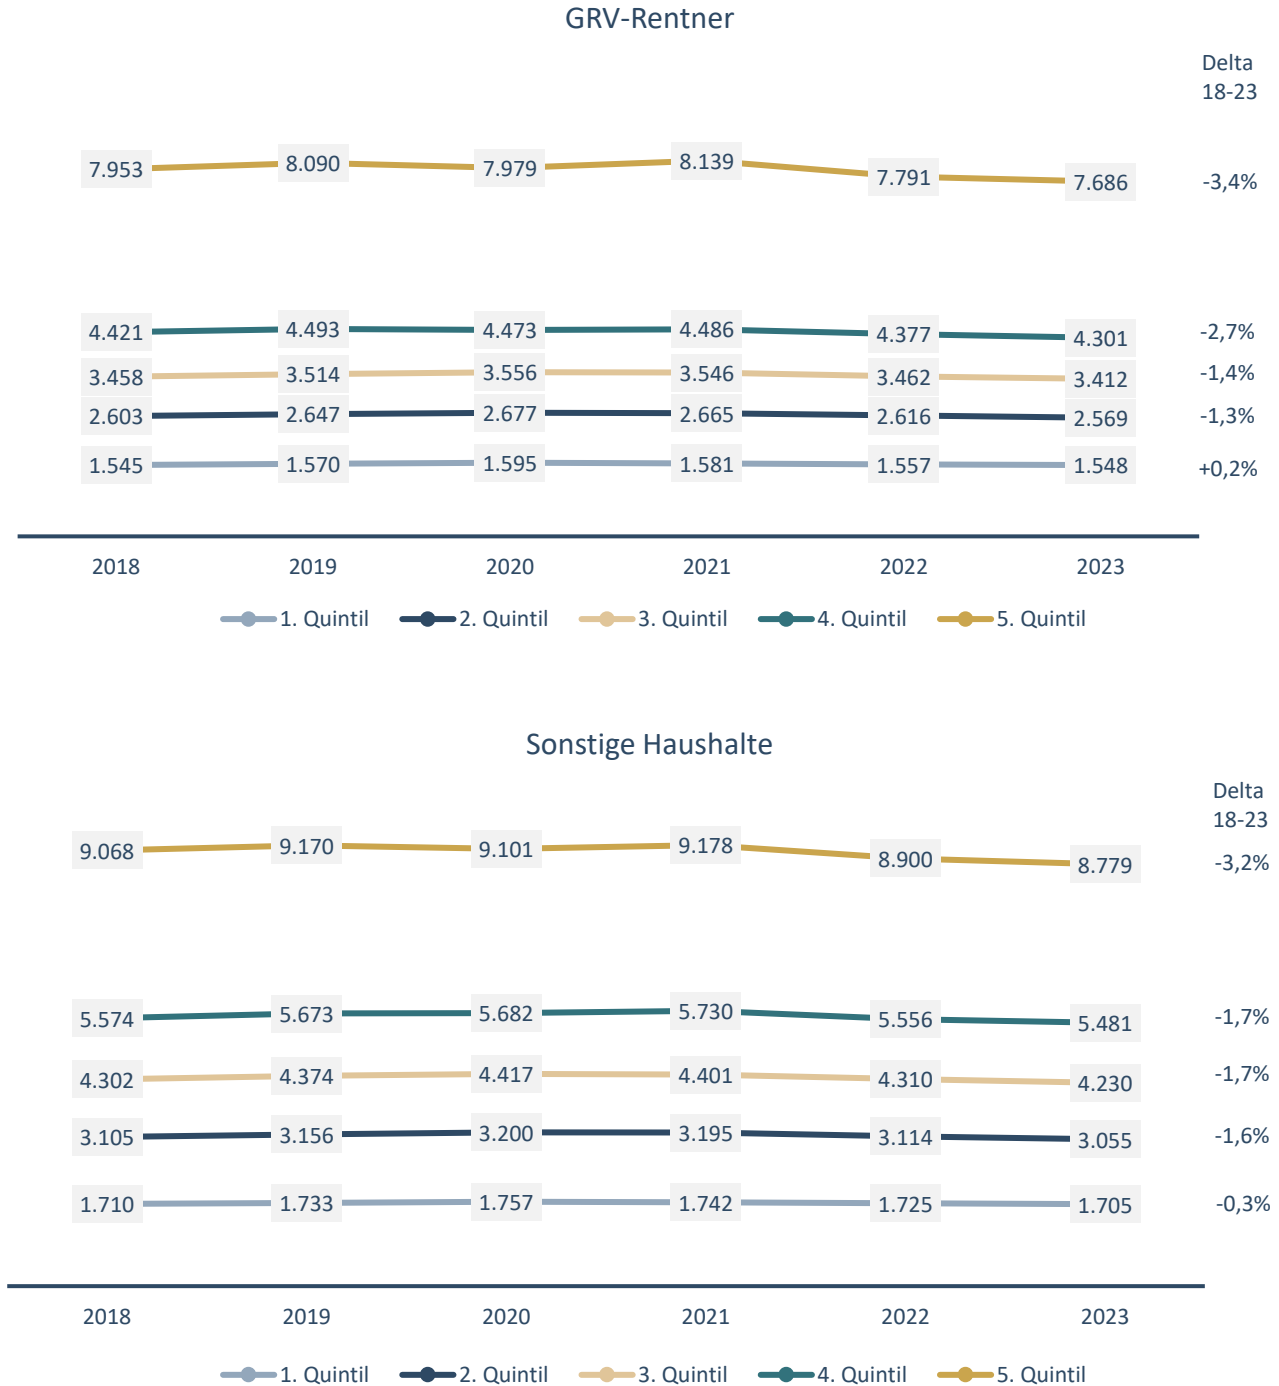 GRV-Rentner
Delta
18-23
7.953 8.090 7.979 8.139 7.791 7.686 -3,4%
4.421 4.493 4.473 4.486 4.377 4.301 -2,7%
3.458 3.514 3.556 3.546 3.462 3.412 -1,4%
2.603 2.647 2.677 2.665 2.616 2.569 -1,3%
1.545 1.570 1.595 1.581 1.557 1.548 +0,2%
2018 2019 2020 2021 2022 2023
1. Quintil 2. Quintil 3. Quintil 4. Quintil 5. Quintil
Sonstige Haushalte
Delta
18-23
9.068 9.170 9.101 9.178 8.900 8.779 -3,2%
5.574 5.673 5.682 5.730 5.556 5.481 -1,7%
4.302 4.374 4.417 4.401 4.310 4.230 -1,7%
3.105 3.156 3.200 3.195 3.114 3.055 -1,6%
1.710 1.733 1.757 1.742 1.725 1.705 -0,3%
2018 2019 2020 2021 2022 2023
1. Quintil 2. Quintil 3. Quintil 4. Quintil 5. Quintil